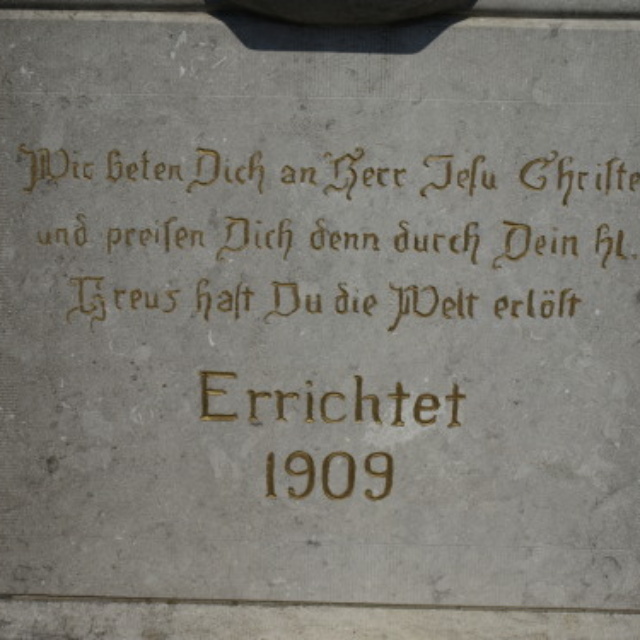 Wir beten Dich an Herr Jesu Christe
und preisen Dich denn durch Dein hl.
Kreus hast Du die Welt erlöst
Errichtet
1909